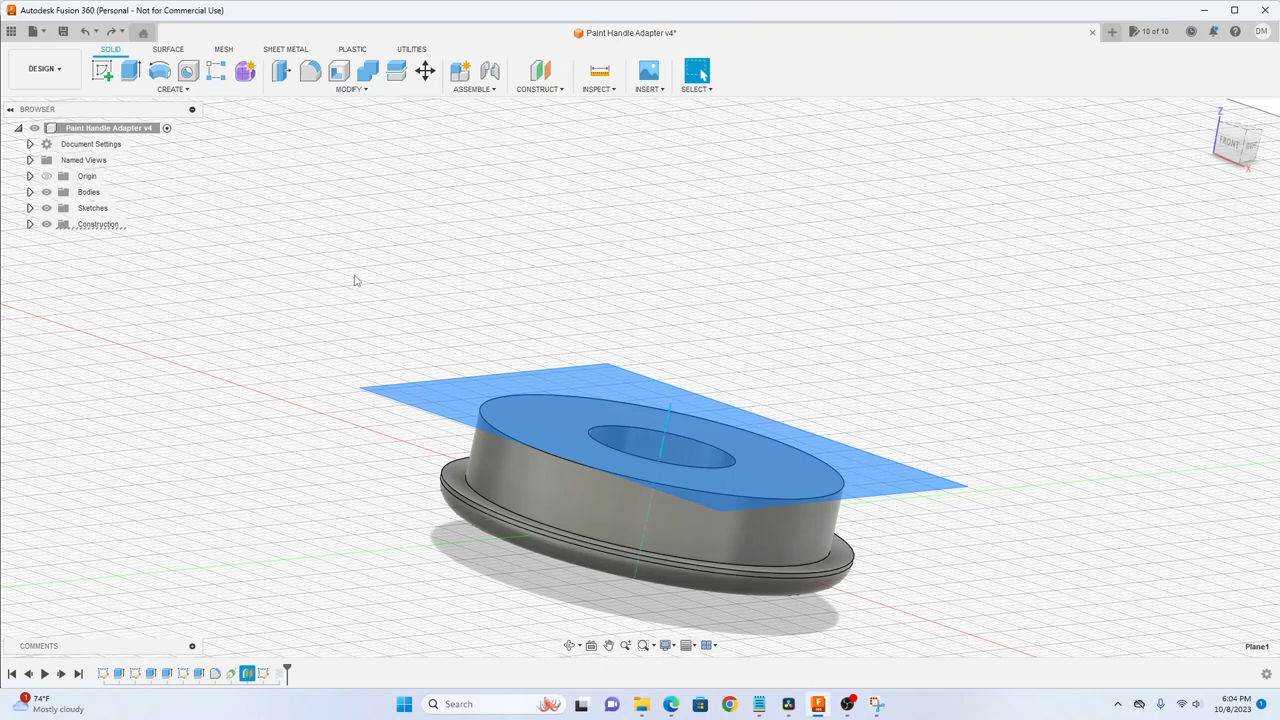 Autodesk Fusion 360 (Personal - Not for Commercial Use)
Paint Handle Adapter v4*
10 of 10
DM
SOLID SURFACE MESH SHEET METAL PLASTIC UTILITIES
DESIGN
CREATE MODIFY ASSEMBLE CONSTRUCT INSPECT INSERT SELECT
BROWSER
Paint Handle Adapter v4
Document Settings
Named Views
Origin
Bodies
Sketches
Construction
Z
FRONT
RIGHT
X
COMMENTS
Plane1
1
74°F
Mostly cloudy
Search
6:04 PM
10/8/2023